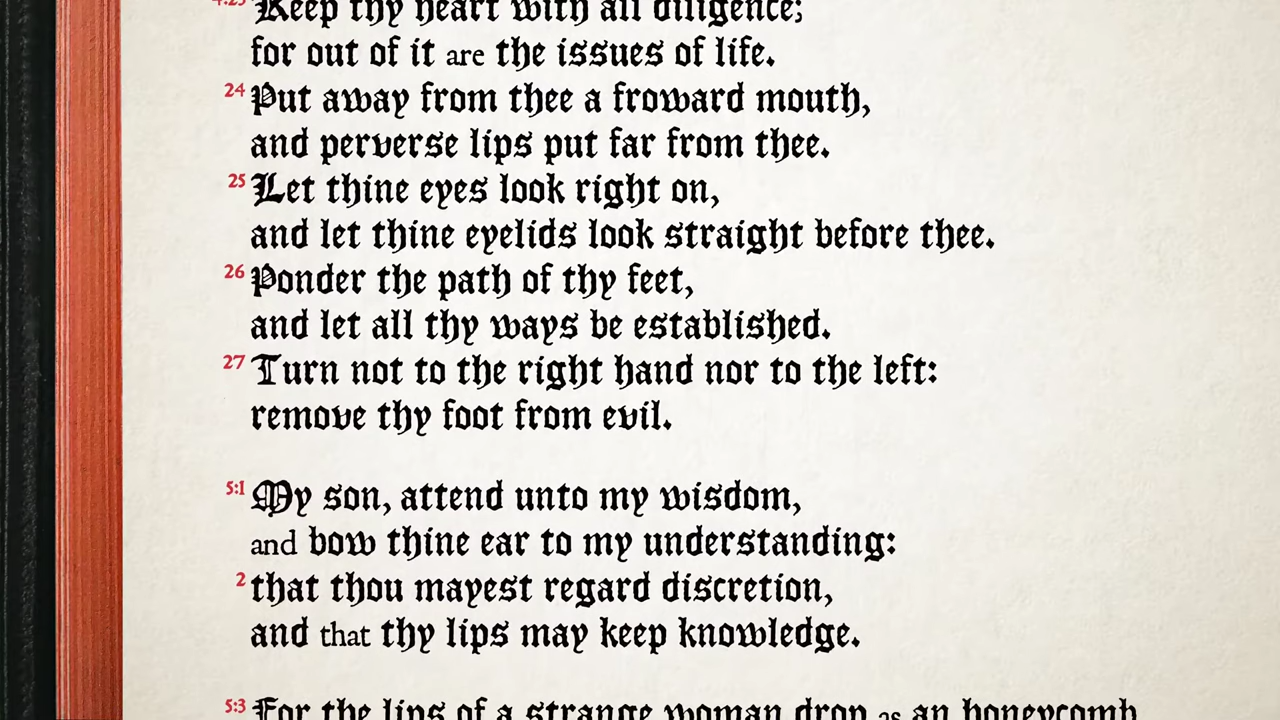 4:23 Keep thy heart with all diligence;
for out of it are the issues of life.
24 Put away from thee a froward mouth,
and perverse lips put far from thee.
25 Let thine eyes look right on,
and let thine eyelids look straight before thee.
26 Ponder the path of thy feet,
and let all thy ways be established.
27 Turn not to the right hand nor to the left:
remove thy foot from evil.
5:1 My son, attend unto my wisdom,
and bow thine ear to my understanding:
2 that thou mayest regard discretion,
and that thy lips may keep knowledge.
5:3 For the lips of a strange woman drop as an honeycomb